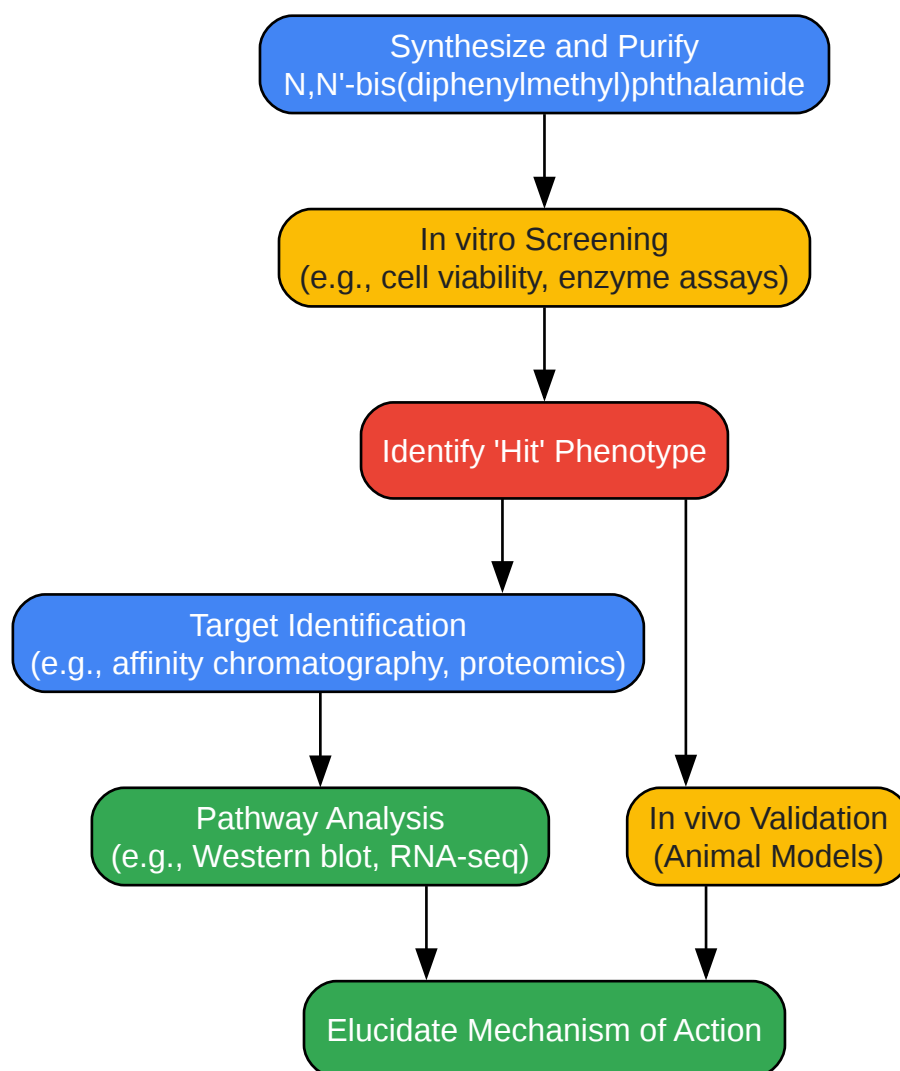 Synthesize and Purify
N,N'-bis(diphenylmethyl)phthalamide
In vitro Screening
(e.g., cell viability, enzyme assays)
Identify 'Hit' Phenotype
Target Identification
(e.g., affinity chromatography, proteomics)
Pathway Analysis
(e.g., Western blot, RNA-seq)
In vivo Validation
(Animal Models)
Elucidate Mechanism of Action